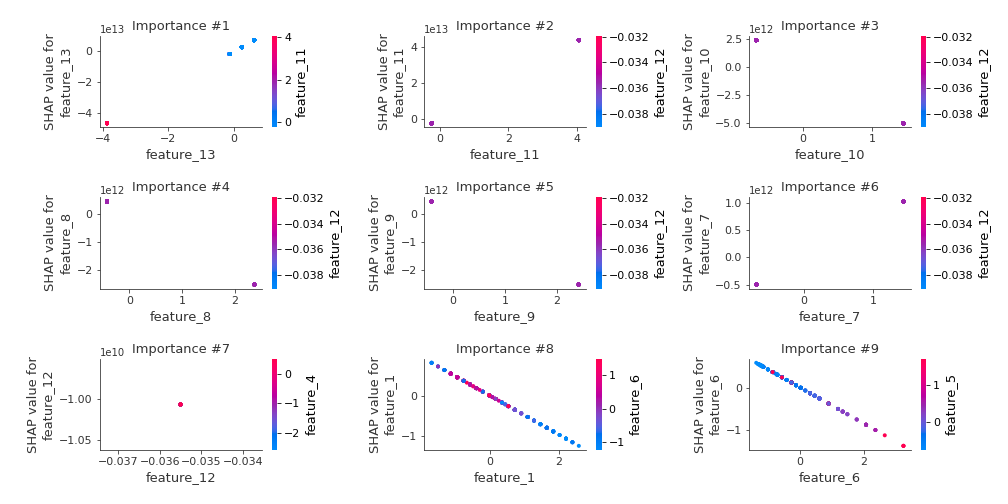 Importance #1
1e13
SHAP value for
feature_13
0
−2
−4
−4
−2
0
feature_13
4
2
0
feature_11
Importance #2
1e13
SHAP value for
feature_11
4
2
0
0
2
4
feature_11
−0.032
−0.034
−0.036
−0.038
feature_12
Importance #3
1e12
SHAP value for
feature_10
2.5
0.0
−2.5
−5.0
0
1
feature_10
−0.032
−0.034
−0.036
−0.038
feature_12
Importance #4
1e12
SHAP value for
feature_8
0
−1
−2
0
1
2
feature_8
−0.032
−0.034
−0.036
−0.038
feature_12
Importance #5
1e12
SHAP value for
feature_9
0
−1
−2
0
1
2
feature_9
−0.032
−0.034
−0.036
−0.038
feature_12
Importance #6
1e12
SHAP value for
feature_7
1.0
0.5
0.0
−0.5
0
1
feature_7
−0.032
−0.034
−0.036
−0.038
feature_12
Importance #7
1e10
SHAP value for
feature_12
−1.00
−1.05
−0.037
−0.036
−0.035
−0.034
feature_12
0
−1
−2
feature_4
Importance #8
SHAP value for
feature_1
0
−1
0
2
feature_1
1
0
−1
feature_6
Importance #9
SHAP value for
feature_6
0
−1
0
2
feature_6
1
0
feature_5